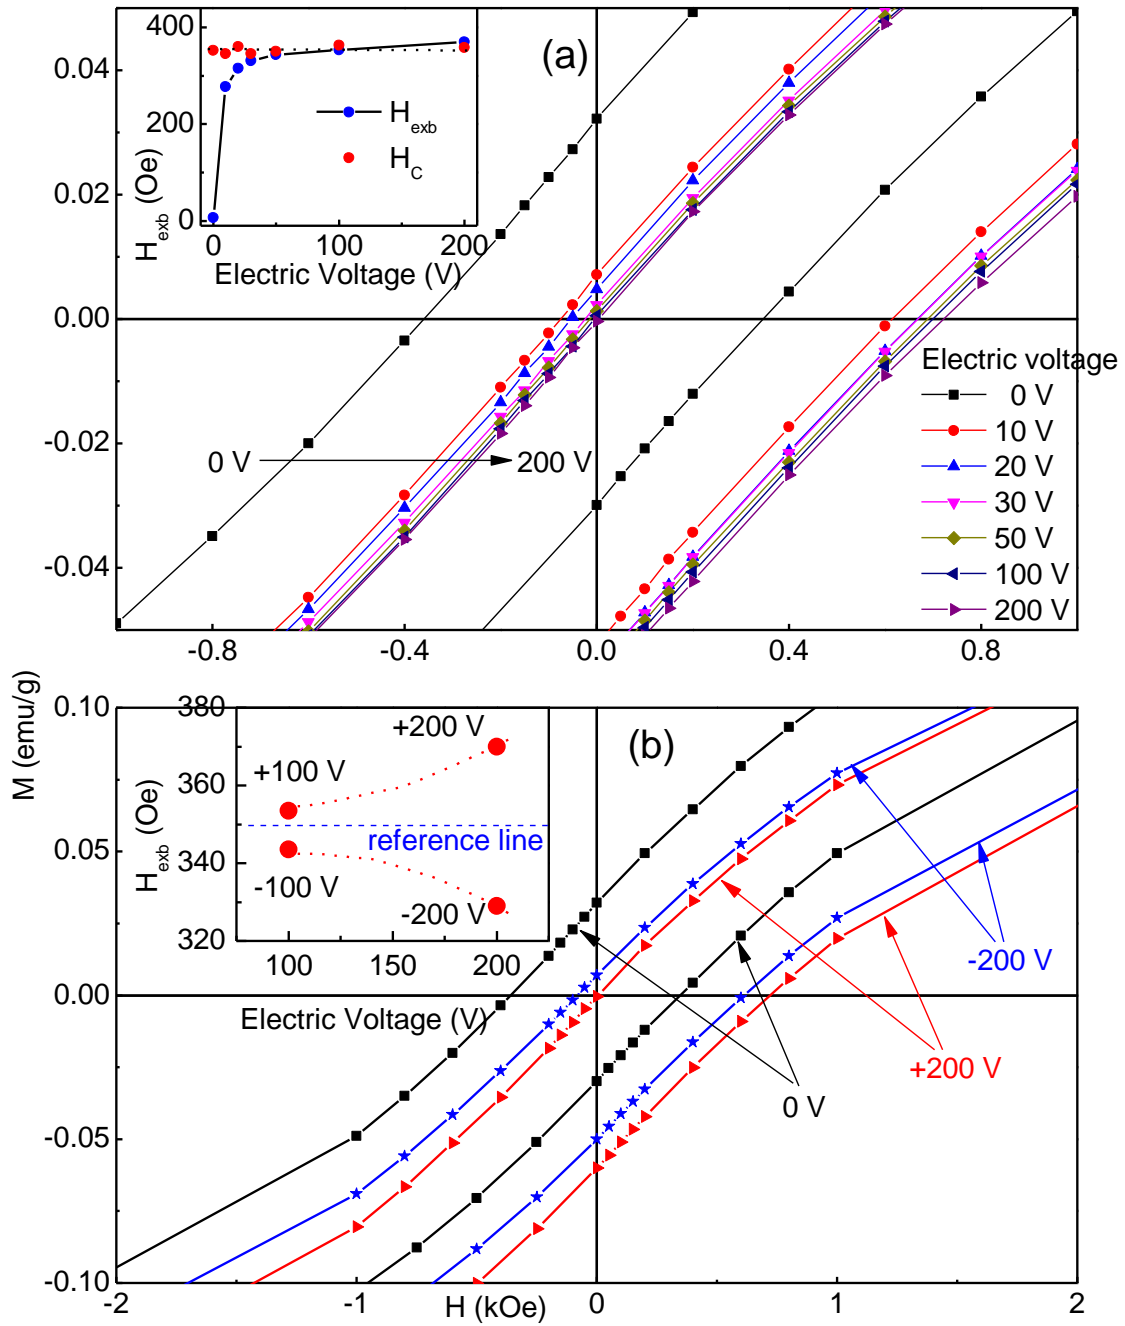 400
200
0
H_exb (Oe)
0 100 200
Electric Voltage (V)
H_exb
H_C
(a)
0.04
0.02
0.00
-0.02
-0.04
0 V
200 V
Electric voltage
0 V
10 V
20 V
30 V
50 V
100 V
200 V
-0.8 -0.4 0.0 0.4 0.8
M (emu/g)
0.10
0.05
0.00
-0.05
-0.10
380
360
340
320
H_exb (Oe)
+200 V
+100 V
reference line
-100 V
-200 V
100 150 200
Electric Voltage (V)
(b)
-200 V
+200 V
0 V
-2 -1 0 1 2
H (kOe)